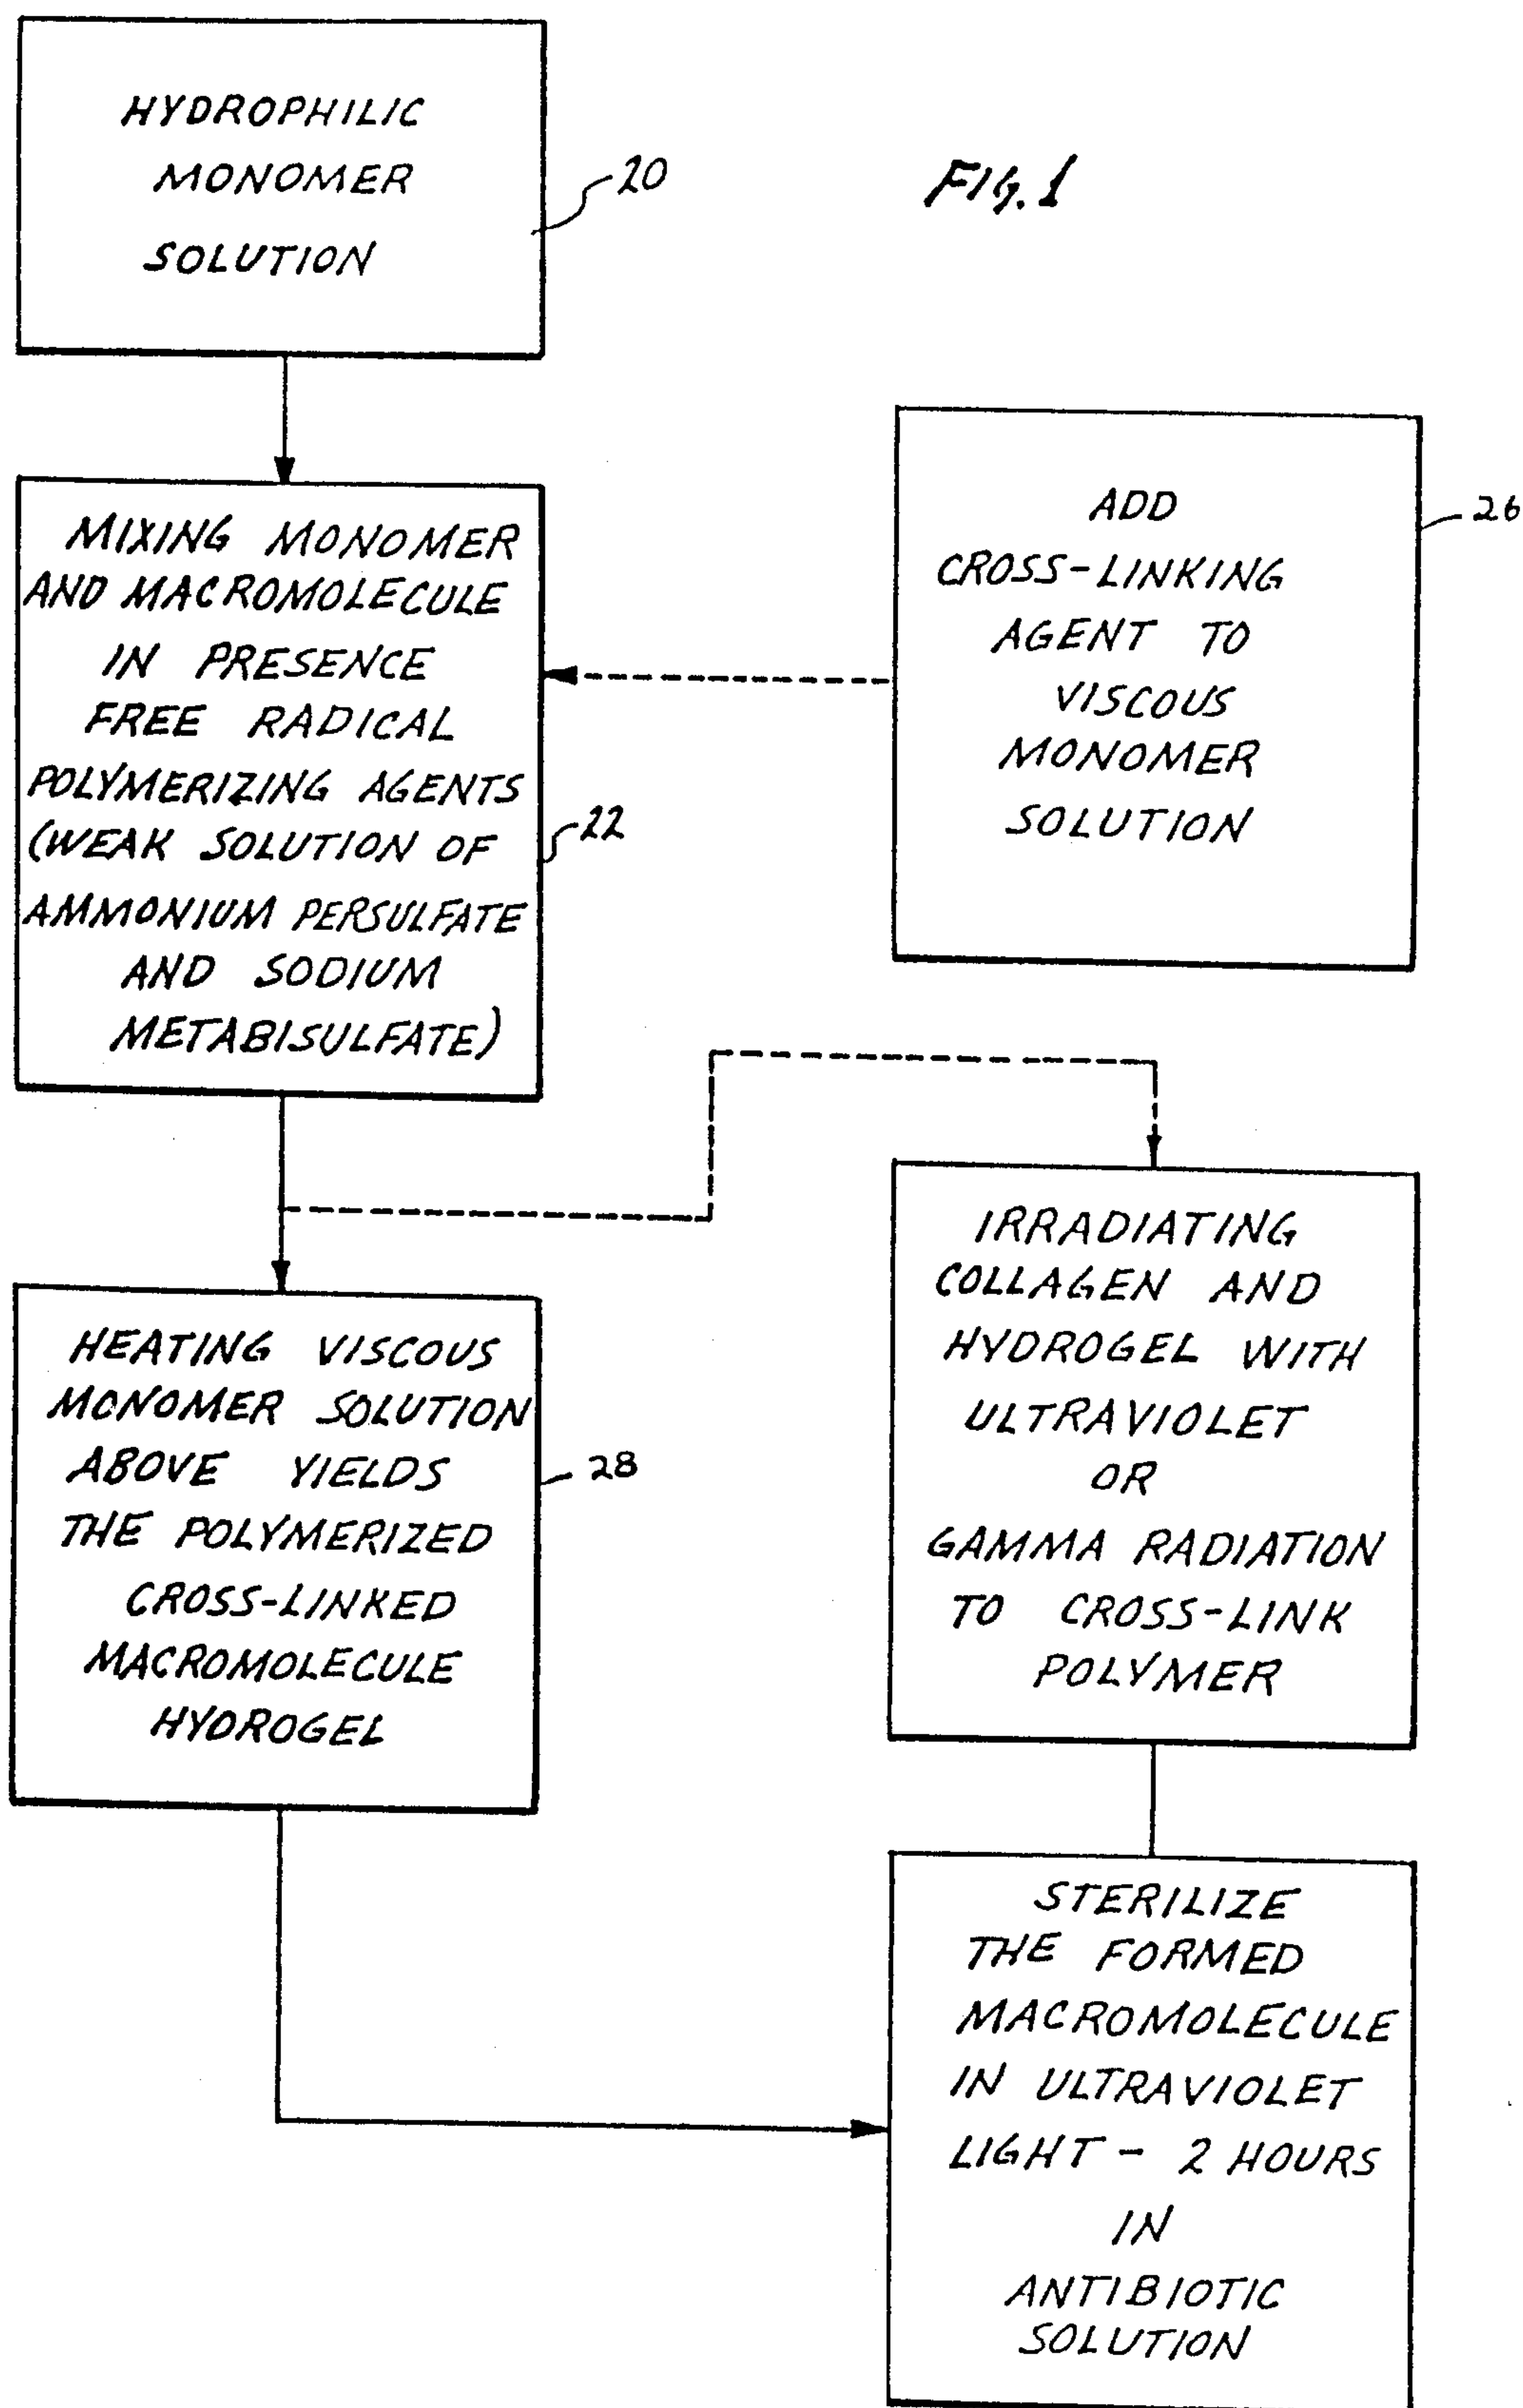 HYDROPHILIC
MONOMER
SOLUTION
20
FIG. 1
MIXING MONOMER
AND MACROMOLECULE
IN PRESENCE
FREE RADICAL
POLYMERIZING AGENTS
(WEAK SOLUTION OF
AMMONIUM PERSULFATE
AND SODIUM
METABISULFATE)
22
ADD
CROSS-LINKING
AGENT TO
VISCOUS
MONOMER
SOLUTION
26
HEATING VISCOUS
MONOMER SOLUTION
ABOVE YIELDS
THE POLYMERIZED
CROSS-LINKED
MACROMOLECULE
HYDROGEL
28
IRRADIATING
COLLAGEN AND
HYDROGEL WITH
ULTRAVIOLET
OR
GAMMA RADIATION
TO CROSS-LINK
POLYMER
STERILIZE
THE FORMED
MACROMOLECULE
IN ULTRAVIOLET
LIGHT - 2 HOURS
IN
ANTIBIOTIC
SOLUTION